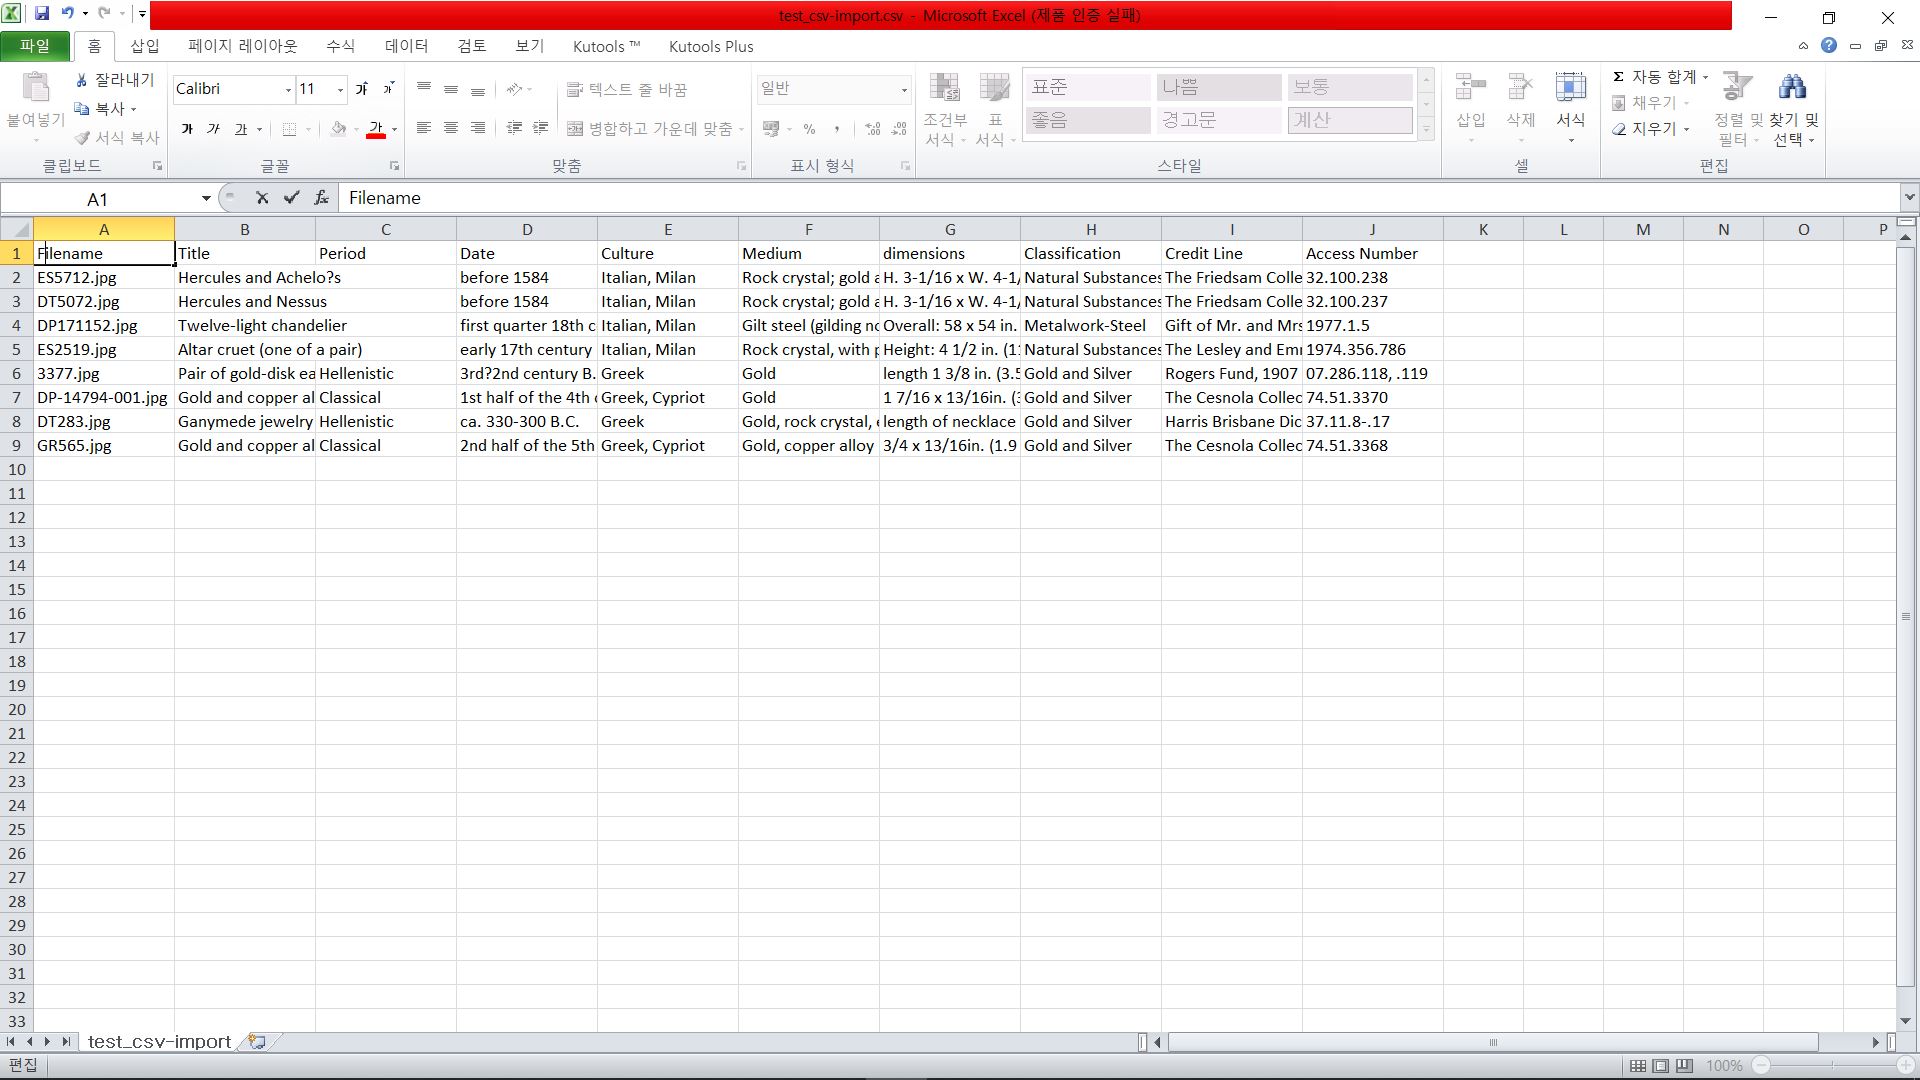 test_csv-import.csv - Microsoft Excel (제품 인증 실패)
파일 홈 삽입 페이지 레이아웃 수식 데이터 검토 보기 Kutools ™ Kutools Plus
붙여넣기 잘라내기 복사 서식 복사 클립보드
Calibri 11 가 가 가 가 가 가 글꼴
텍스트 줄 바꿈 병합하고 가운데 맞춤 맞춤
일반 % , 표시 형식
조건부 서식 표 서식 표준 나쁨 보통 좋음 경고문 계산 스타일
삽입 삭제 서식 셀
Σ 자동 합계 채우기 지우기 정렬 및 필터 찾기 및 선택 편집
A1 fx Filename
A B C D E F G H I J K L M N O P
1 Filename Title Period Date Culture Medium dimensions Classification Credit Line Access Number
2 ES5712.jpg Hercules and Achelo?s before 1584 Italian, Milan Rock crystal; gold a H. 3-1/16 x W. 4-1/ Natural Substances The Friedsam Colle 32.100.238
3 DT5072.jpg Hercules and Nessus before 1584 Italian, Milan Rock crystal; gold a H. 3-1/16 x W. 4-1/ Natural Substances The Friedsam Colle 32.100.237
4 DP171152.jpg Twelve-light chandelier first quarter 18th c Italian, Milan Gilt steel (gilding no Overall: 58 x 54 in. Metalwork-Steel Gift of Mr. and Mrs 1977.1.5
5 ES2519.jpg Altar cruet (one of a pair) early 17th century Italian, Milan Rock crystal, with p Height: 4 1/2 in. (11 Natural Substances The Lesley and Emm 1974.356.786
6 3377.jpg Pair of gold-disk ea Hellenistic 3rd?2nd century B. Greek Gold length 1 3/8 in. (3.5 Gold and Silver Rogers Fund, 1907 07.286.118, .119
7 DP-14794-001.jpg Gold and copper al Classical 1st half of the 4th c Greek, Cypriot Gold 1 7/16 x 13/16in. (3 Gold and Silver The Cesnola Collec 74.51.3370
8 DT283.jpg Ganymede jewelry Hellenistic ca. 330-300 B.C. Greek Gold, rock crystal, e length of necklace Gold and Silver Harris Brisbane Dic 37.11.8-.17
9 GR565.jpg Gold and copper al Classical 2nd half of the 5th Greek, Cypriot Gold, copper alloy 3/4 x 13/16in. (1.9 Gold and Silver The Cesnola Collec 74.51.3368
10
11
12
13
14
15
16
17
18
19
20
21
22
23
24
25
26
27
28
29
30
31
32
33
test_csv-import
편집 100%